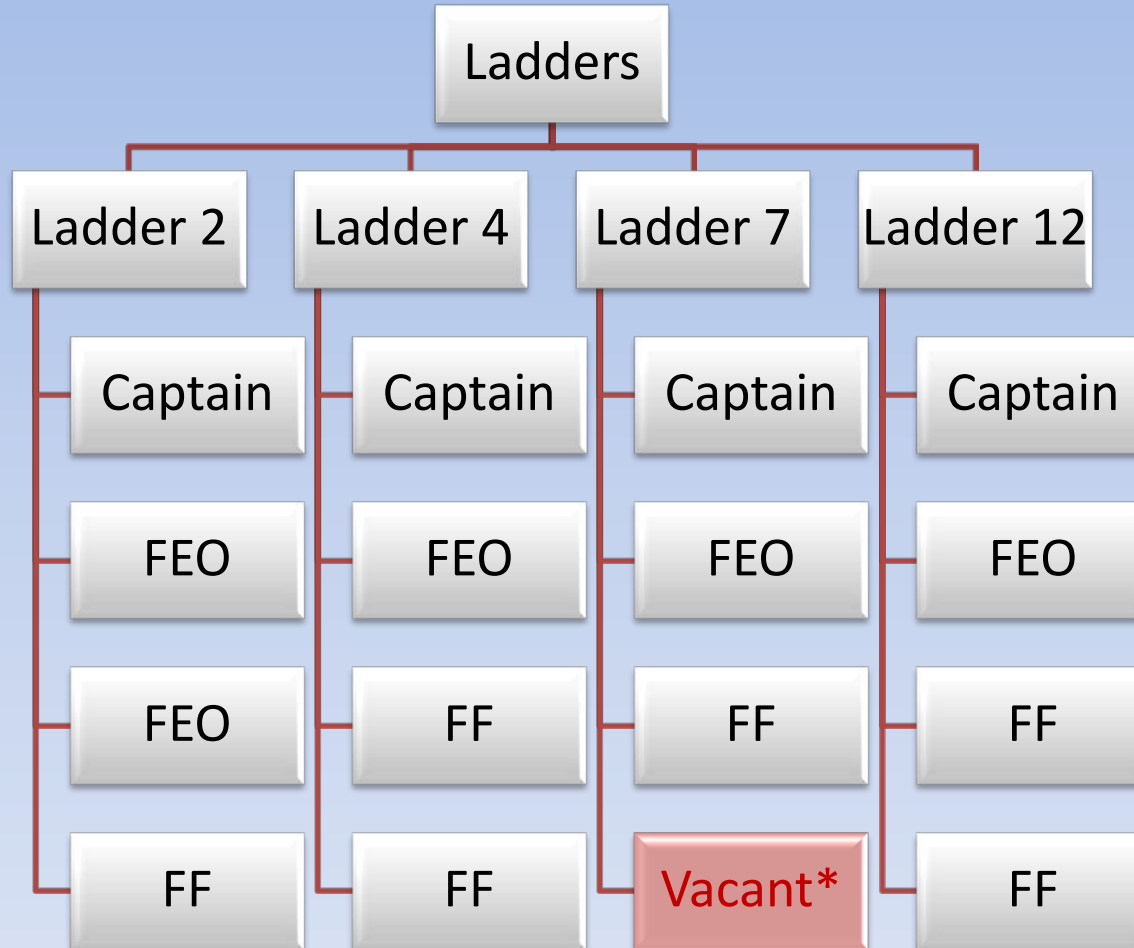 Ladders
Ladder 2
Ladder 4
Ladder 7
Ladder 12
Captain
Captain
Captain
Captain
FEO
FEO
FEO
FEO
FEO
FF
FF
FF
FF
FF
Vacant*
FF